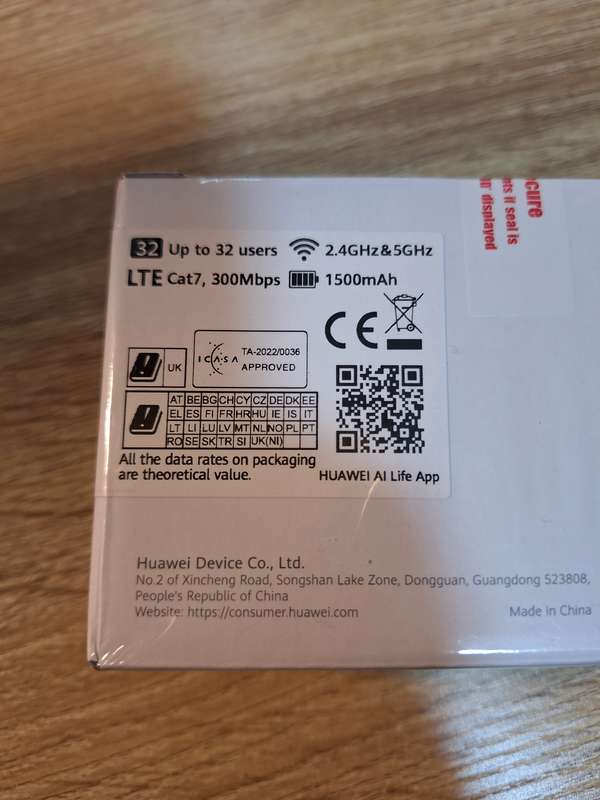 32 Up to 32 users 2.4GHz&5GHz
LTE Cat7, 300Mbps 1500mAh
CE
UK
ICASA TA-2022/0036
APPROVED
AT BE BG CH CY CZ DE DK EE
EL ES FI FR HR HU IE IS IT
LT LI LU LV MT NL NO PL PT
RO SE SK TR SI UK(NI)
All the data rates on packaging
are theoretical value.
HUAWEI AI Life App
Huawei Device Co., Ltd.
No.2 of Xincheng Road, Songshan Lake Zone, Dongguan, Guangdong 523808,
People's Republic of China
Website: https://consumer.huawei.com
Made in China
if seal is
displayed